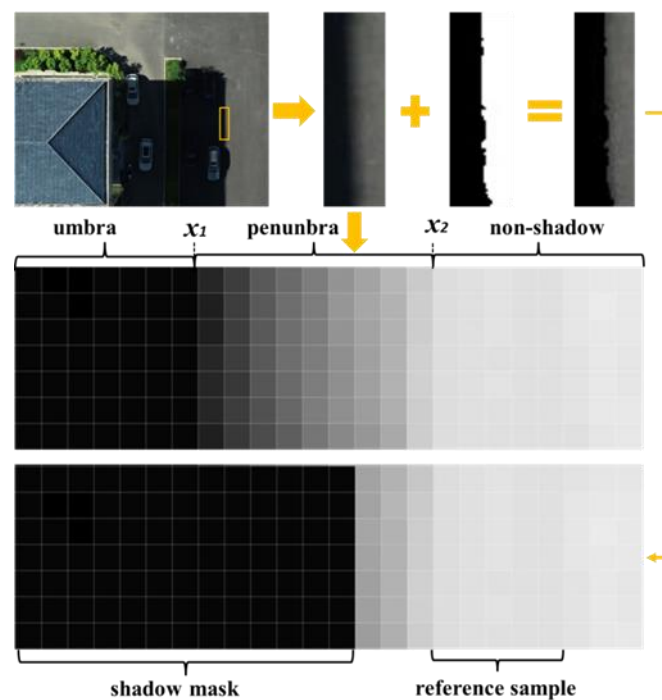 umbra x₁ penunbra x₂ non-shadow
shadow mask reference sample